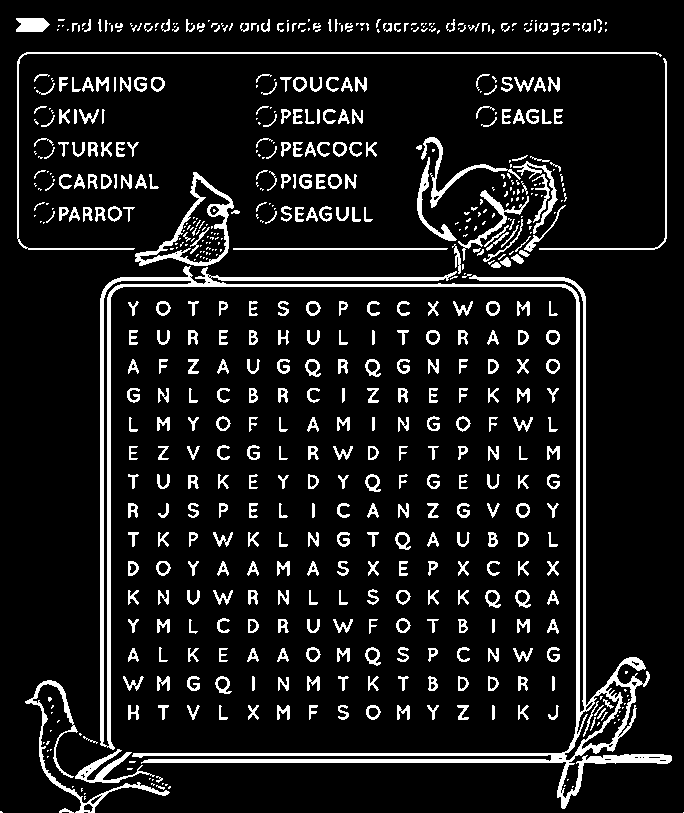 Find the words below and circle them (across, down, or diagonal):
FLAMINGO TOUCAN SWAN
KIWI PELICAN EAGLE
TURKEY PEACOCK
CARDINAL PIGEON
PARROT SEAGULL
Y O T P E S O P C C X W O M L
E U R E B H U L I T O R A D O
A F Z A U G Q R Q G N F D X O
G N L C B R C I Z R E F K M Y
L M Y O F L A M I N G O F W L
E Z V C G L R W D F T P N L M
T U R K E Y D Y Q F G E U K G
R J S P E L I C A N Z G V O Y
T K P W K L N G T Q A U B D L
D O Y A A M A S X E P X C K X
K N U W R N L L S O K K Q Q A
Y M L C D R U W F O T B I M A
A L K E A A O M Q S P C N W G
W M G Q I N M T K T B D D R I
H T V L X M F S O M Y Z I K J